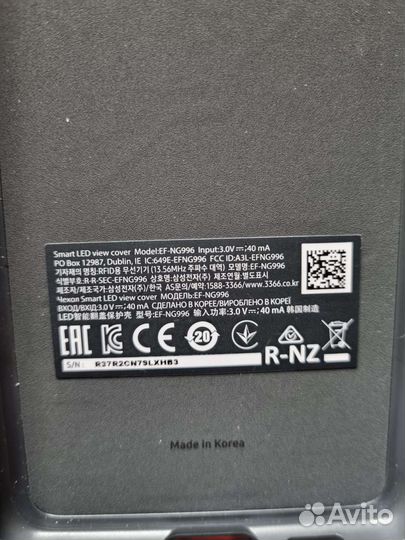 Smart LED view cover Model:EF-NG996 Input:3.0V⎓:40 mA
PO Box 12987, Dublin, IE IC:649E-EFNG996 FCC ID:A3L-EFNG996
기자재의 명칭:RFID용 무선기기 (13.56MHz 주파수 대역) 모델명:EF-NG996
식별부호:R-R-SEC-EFNG996 상호:삼성전자(주) 제조연월:별도표시
제조자/제조국가:삼성전자(주)/한국 AS문의/예약:1588-3366, www.3366.co.kr
Чехол Smart LED view cover МОДЕЛЬ:EF-NG996
ВХОД/ВХІД:3.0 V⎓:40 mA СДЕЛАНО В КОРЕЕ/ВИРОБЛЕНО В КОРЕЇ
LED智能翻盖保护壳 型号:EF-NG996 输入功率:3.0 V⎓:40 mA 韩国制造
EAC KC CE 20 R-NZ
S/N: R37R2CN79LXHB3
Made in Korea
Avito